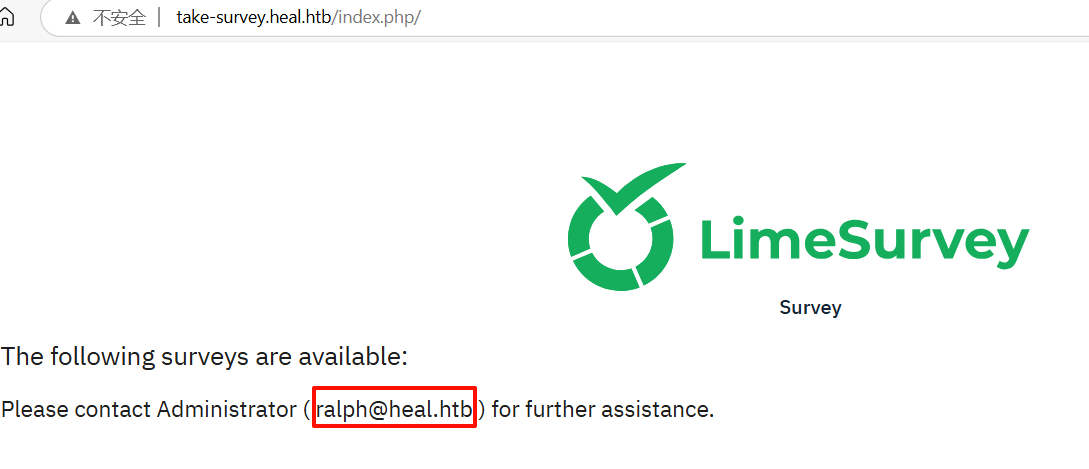 不安全 take-survey.heal.htb/index.php/
LimeSurvey
Survey
The following surveys are available:
Please contact Administrator ( ralph@heal.htb ) for further assistance.